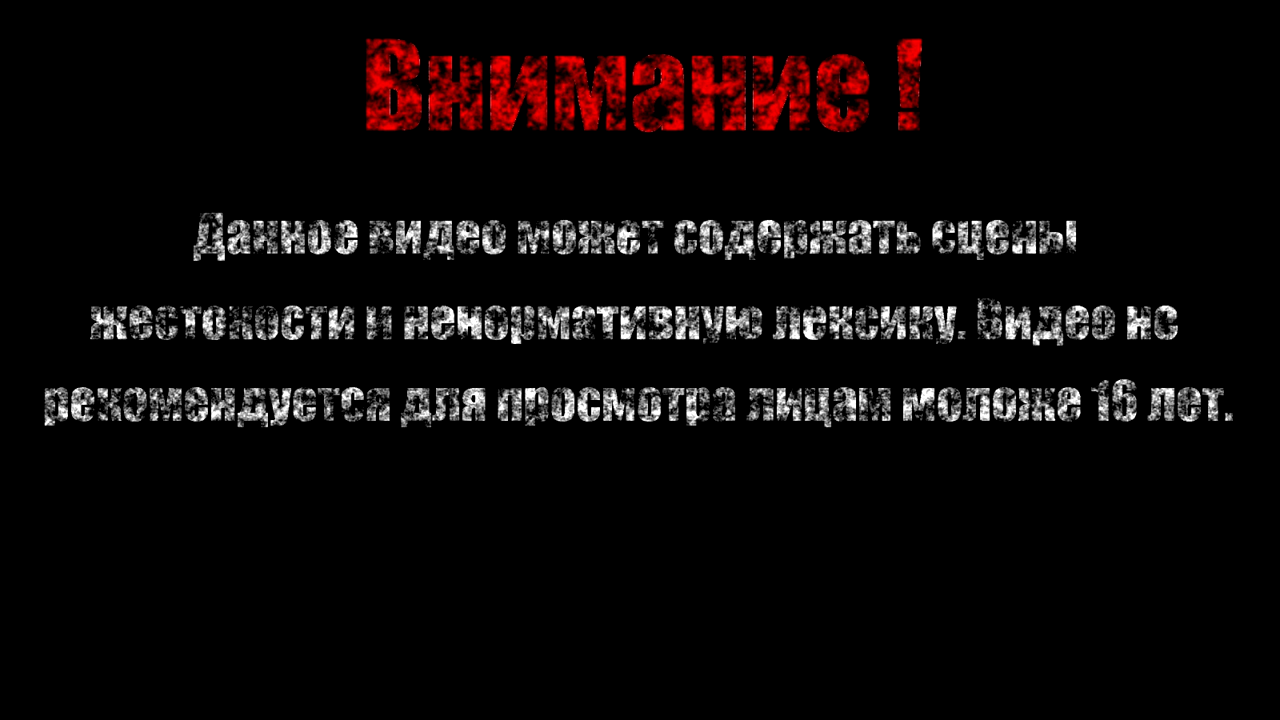 Внимание !
Данное видео может содержать сцены
жестокости и ненормативную лексику. Видео не
рекомендуется для просмотра лицам моложе 16 лет.